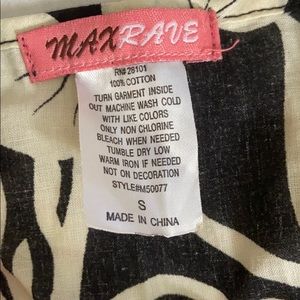 MAXRAVE
RN# 28101
100% COTTON
TURN GARMENT INSIDE
OUT MACHINE WASH COLD
WITH LIKE COLORS
ONLY NON CHLORINE
BLEACH WHEN NEEDED
TUMBLE DRY LOW
WARM IRON IF NEEDED
NOT ON DECORATION
STYLE#M50077
S
MADE IN CHINA